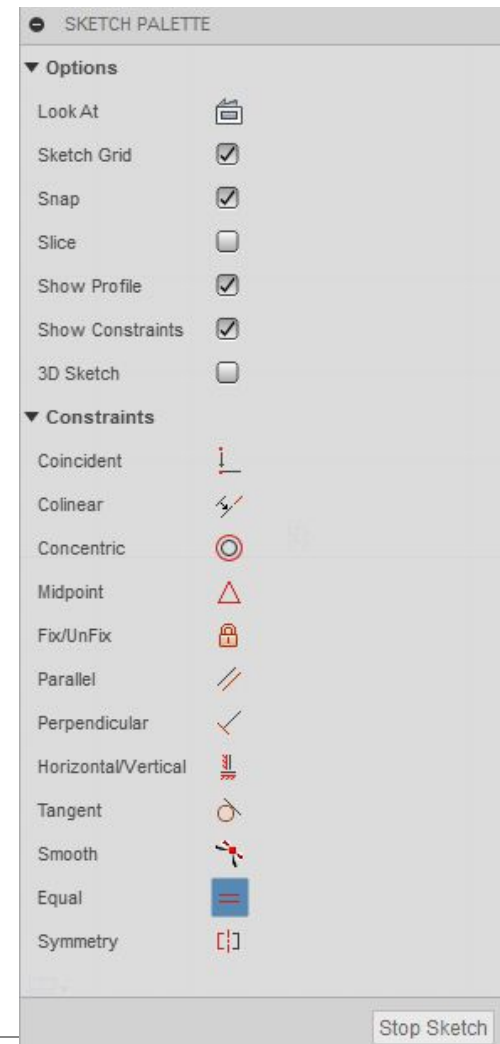 SKETCH PALETTE
Options
Look At
Sketch Grid
Snap
Slice
Show Profile
Show Constraints
3D Sketch
Constraints
Coincident
Colinear
Concentric
Midpoint
Fix/UnFix
Parallel
Perpendicular
Horizontal/Vertical
Tangent
Smooth
Equal
Symmetry
Stop Sketch